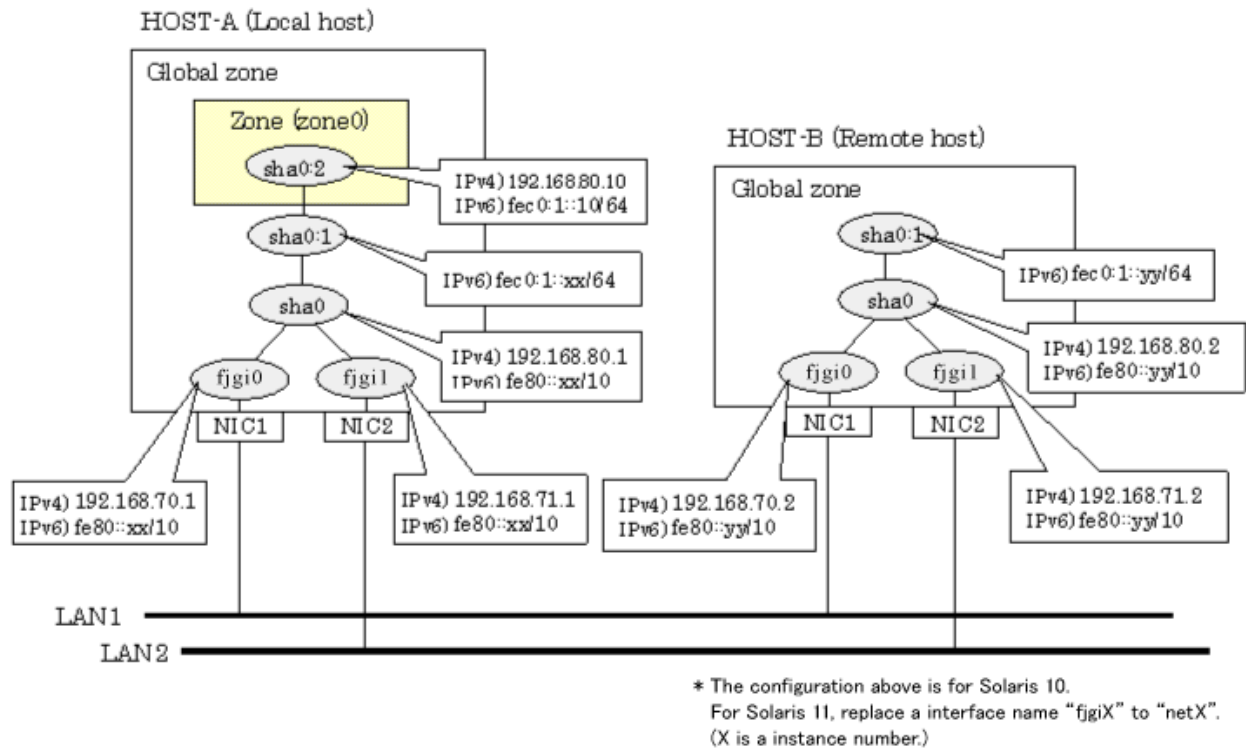 HOST-A (Local host)
Global zone
Zone (zone0)
sha0:2
IPv4) 192.168.80.10
IPv6) fec0:1::10/64
sha0:1
IPv6) fec0:1::xx/64
sha0
IPv4) 192.168.80.1
IPv6) fe80::xx/10
fjgi0
fjgi1
NIC1
NIC2
IPv4) 192.168.70.1
IPv6) fe80::xx/10
IPv4) 192.168.71.1
IPv6) fe80::xx/10
HOST-B (Remote host)
Global zone
sha0:1
IPv6) fec0:1::yy/64
sha0
IPv4) 192.168.80.2
IPv6) fe80::yy/10
fjgi0
fjgi1
NIC1
NIC2
IPv4) 192.168.70.2
IPv6) fe80::yy/10
IPv4) 192.168.71.2
IPv6) fe80::yy/10
LAN1
LAN2
* The configuration above is for Solaris 10.
For Solaris 11, replace a interface name “fjgiX” to “netX”.
(X is a instance number.)